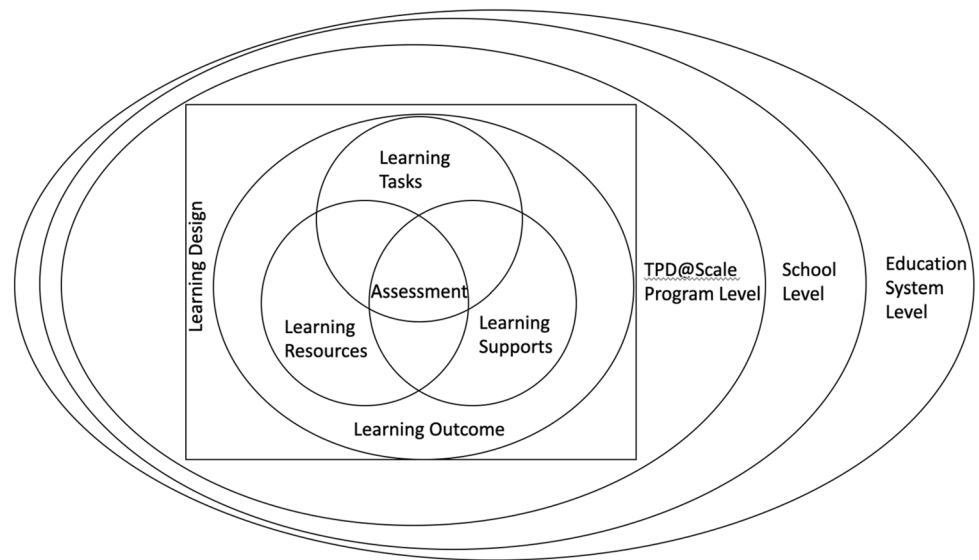 Learning
Tasks
Learning Design
Assessment
Learning
Resources
Learning
Supports
Learning Outcome
TPD@Scale
Program Level
School
Level
Education
System
Level